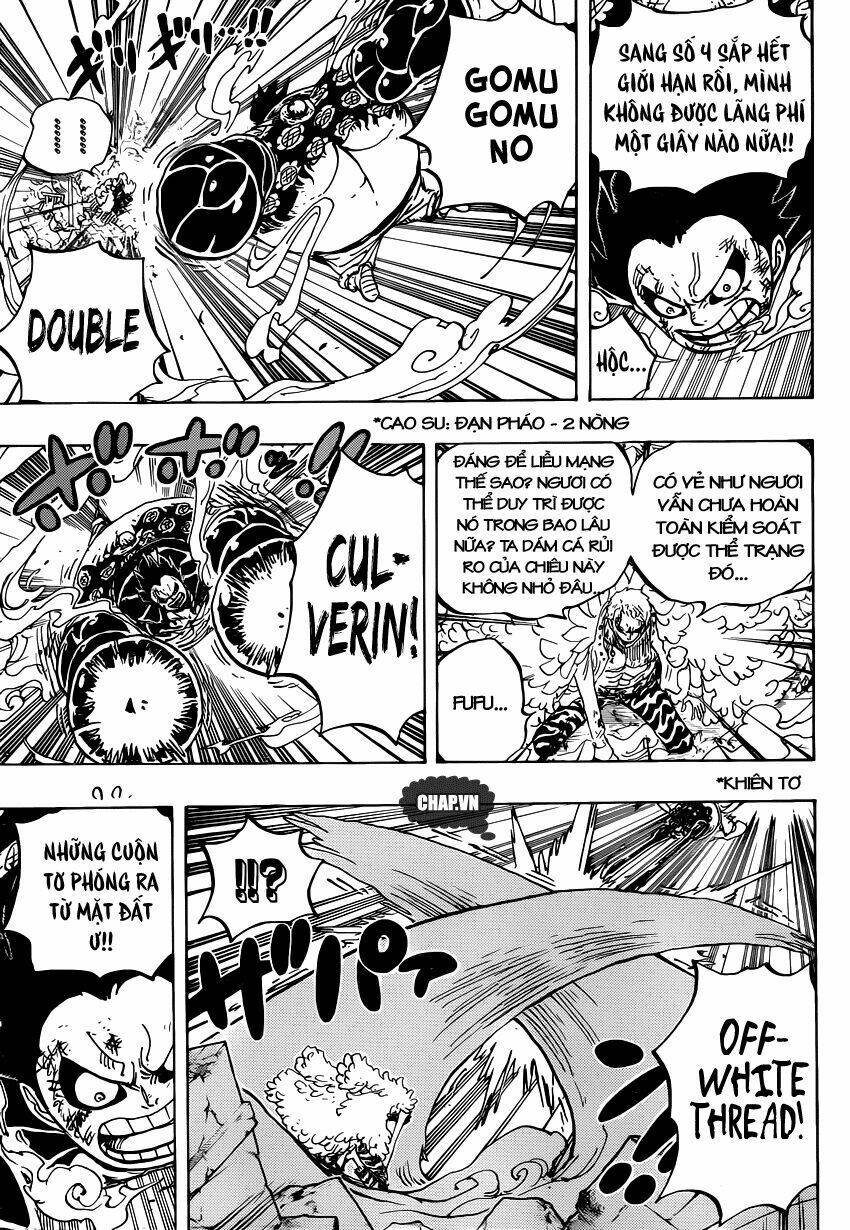 SANG SỐ 4 SẮP HẾT
GIỚI HẠN RỒI, MÌNH
KHÔNG ĐƯỢC LÃNG PHÍ
MỘT GIÂY NÀO NỮA!!
HỘC...
GOMU
GOMU
NO
DOUBLE
*CAO SU: ĐẠN PHÁO - 2 NÒNG
CÓ VẺ NHƯ NGƯƠI
VẪN CHƯA HOÀN
TOÀN KIỂM SOÁT
ĐƯỢC THỂ TRẠNG
ĐÓ...
ĐÁNG ĐỂ LIỀU MẠNG
THẾ SAO? NGƯƠI CÓ
THỂ DUY TRÌ ĐƯỢC
NÓ TRONG BAO LÂU
NỮA? TA DÁM CÁ RỦI
RO CỦA CHIÊU NÀY
KHÔNG NHỎ ĐÂU...
FUFU...
CUL-
VERIN!
*KHIÊN TƠ
CHAP.VN
OFF-
WHITE
THREAD!
!!?
ザバァ
NHỮNG CUỘN
TƠ PHÓNG RA
TỪ MẶT ĐẤT
Ư!!